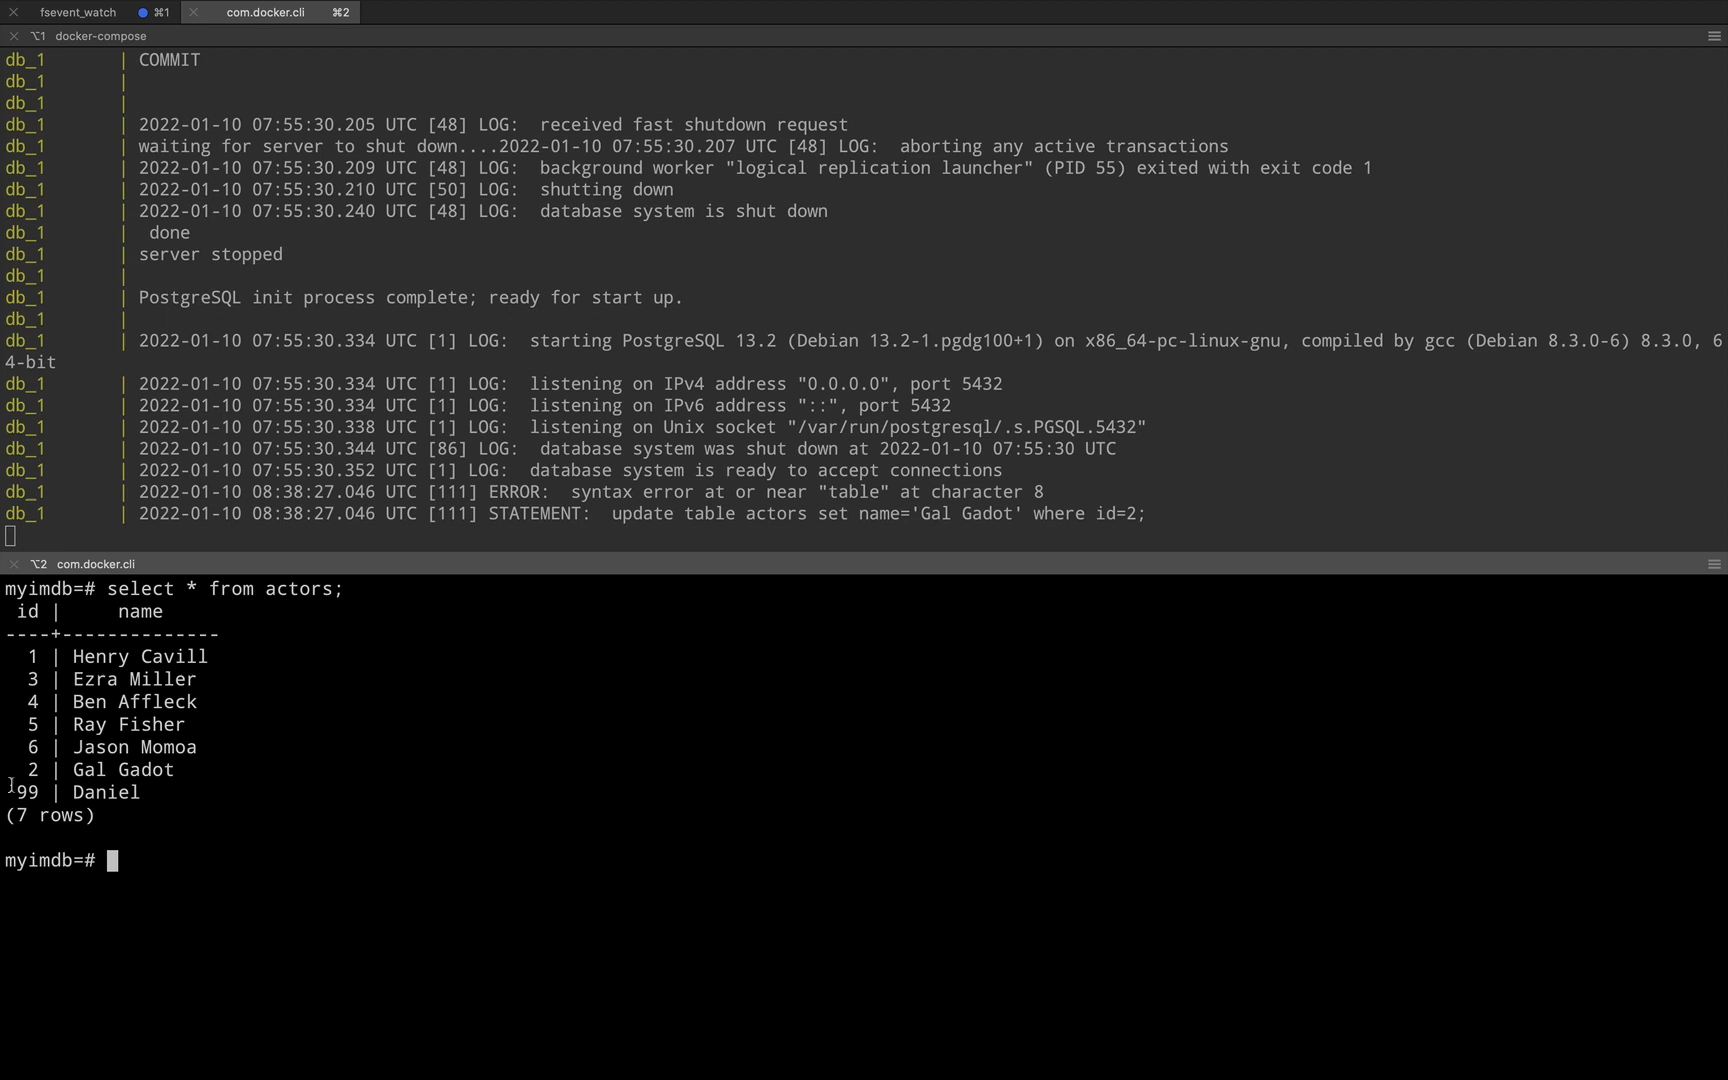 fsevent_watch ⌘1 com.docker.cli ⌘2
⌥1 docker-compose
db_1 | COMMIT
db_1 |
db_1 |
db_1 | 2022-01-10 07:55:30.205 UTC [48] LOG:  received fast shutdown request
db_1 | waiting for server to shut down....2022-01-10 07:55:30.207 UTC [48] LOG:  aborting any active transactions
db_1 | 2022-01-10 07:55:30.209 UTC [48] LOG:  background worker "logical replication launcher" (PID 55) exited with exit code 1
db_1 | 2022-01-10 07:55:30.210 UTC [50] LOG:  shutting down
db_1 | 2022-01-10 07:55:30.240 UTC [48] LOG:  database system is shut down
db_1 |  done
db_1 | server stopped
db_1 |
db_1 | PostgreSQL init process complete; ready for start up.
db_1 |
db_1 | 2022-01-10 07:55:30.334 UTC [1] LOG:  starting PostgreSQL 13.2 (Debian 13.2-1.pgdg100+1) on x86_64-pc-linux-gnu, compiled by gcc (Debian 8.3.0-6) 8.3.0, 6
4-bit
db_1 | 2022-01-10 07:55:30.334 UTC [1] LOG:  listening on IPv4 address "0.0.0.0", port 5432
db_1 | 2022-01-10 07:55:30.334 UTC [1] LOG:  listening on IPv6 address "::", port 5432
db_1 | 2022-01-10 07:55:30.338 UTC [1] LOG:  listening on Unix socket "/var/run/postgresql/.s.PGSQL.5432"
db_1 | 2022-01-10 07:55:30.344 UTC [86] LOG:  database system was shut down at 2022-01-10 07:55:30 UTC
db_1 | 2022-01-10 07:55:30.352 UTC [1] LOG:  database system is ready to accept connections
db_1 | 2022-01-10 08:38:27.046 UTC [111] ERROR:  syntax error at or near "table" at character 8
db_1 | 2022-01-10 08:38:27.046 UTC [111] STATEMENT:  update table actors set name='Gal Gadot' where id=2;
⌥2 com.docker.cli
myimdb=# select * from actors;
 id |     name
----+--------------
  1 | Henry Cavill
  3 | Ezra Miller
  4 | Ben Affleck
  5 | Ray Fisher
  6 | Jason Momoa
  2 | Gal Gadot
 99 | Daniel
(7 rows)
myimdb=#